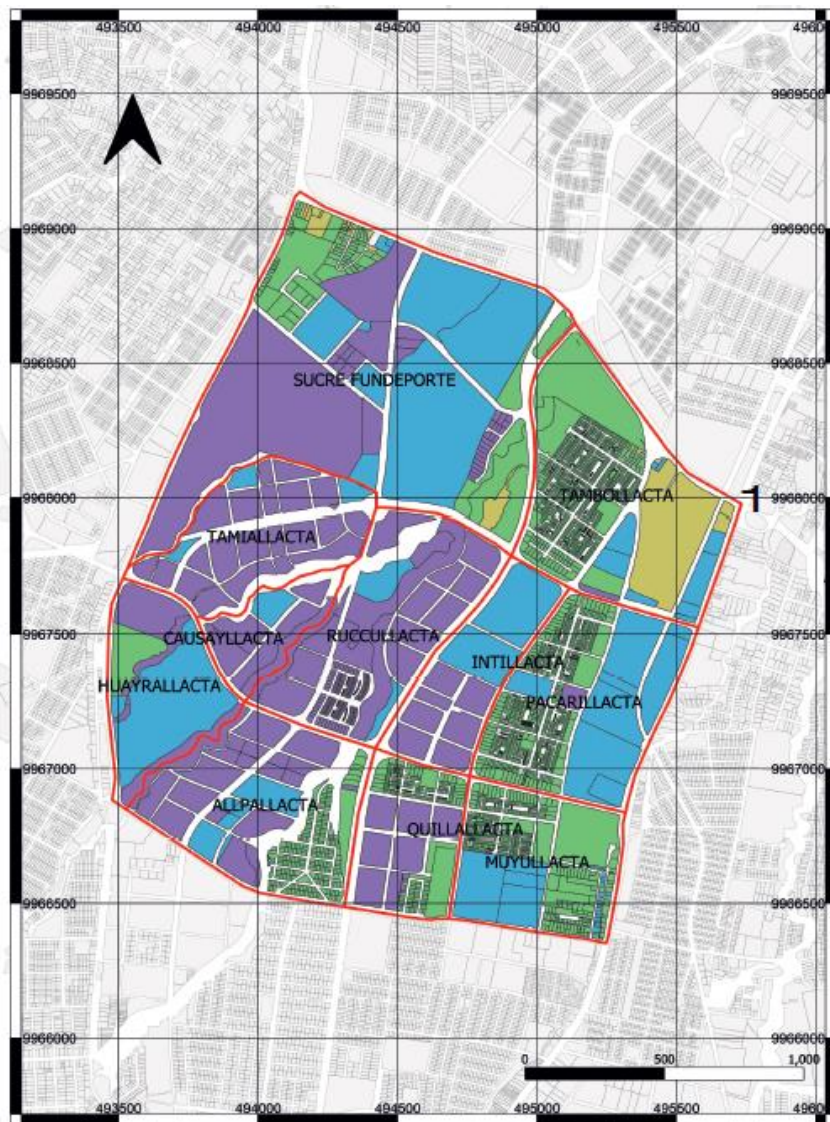 493500 494000 494500 495000 495500
9969500 9969500
9969000 9969000
9968500 9968500
SUCRE FUNDEPORTE
9968000 9968000
TAMBOLLACTA
1
TAMIALLACTA
9967500 9967500
CAUSAYLLACTA
RUCCULLACTA
INTILLACTA
HUAYRALLACTA
PACARILLACTA
9967000 9967000
ALLPALLACTA
QUILLALLACTA
MUYULLACTA
9966500 9966500
9966000 9966000
0 500 1,000
493500 494000 494500 495000 495500